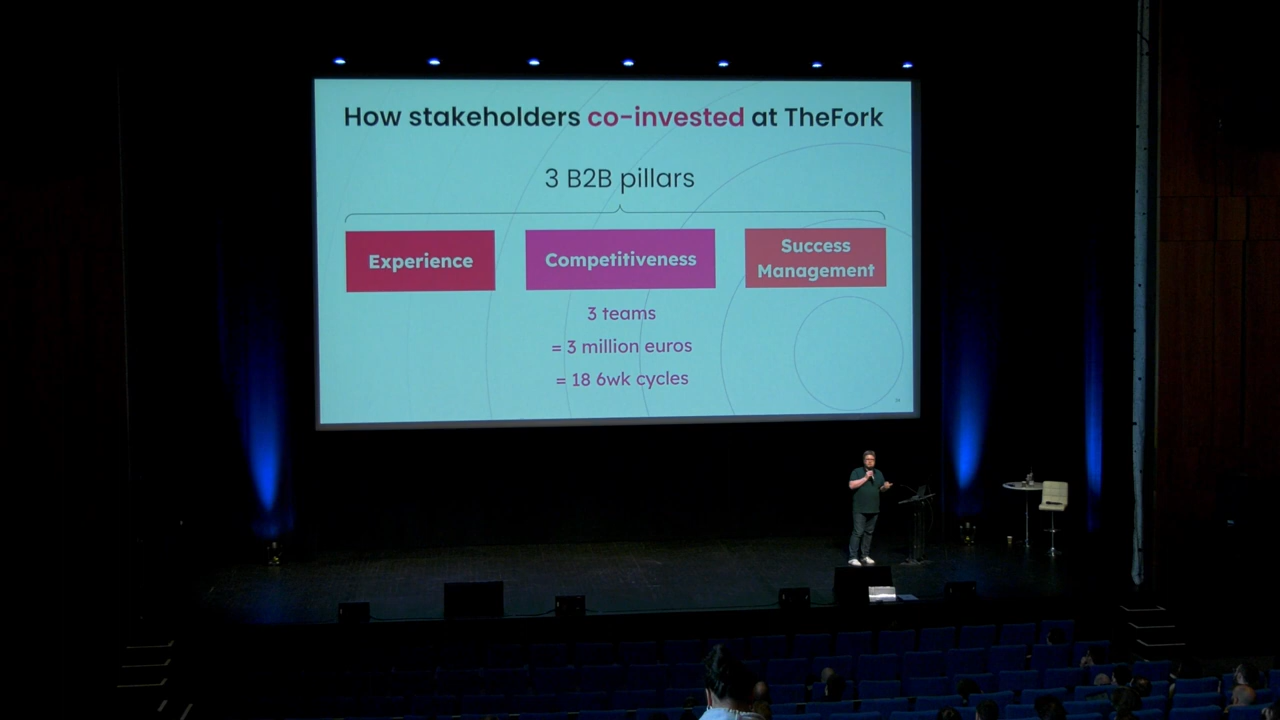 How stakeholders co-invested at TheFork
3 B2B pillars
Experience
Competitiveness
Success
Management
3 teams
= 3 million euros
= 18 6wk cycles